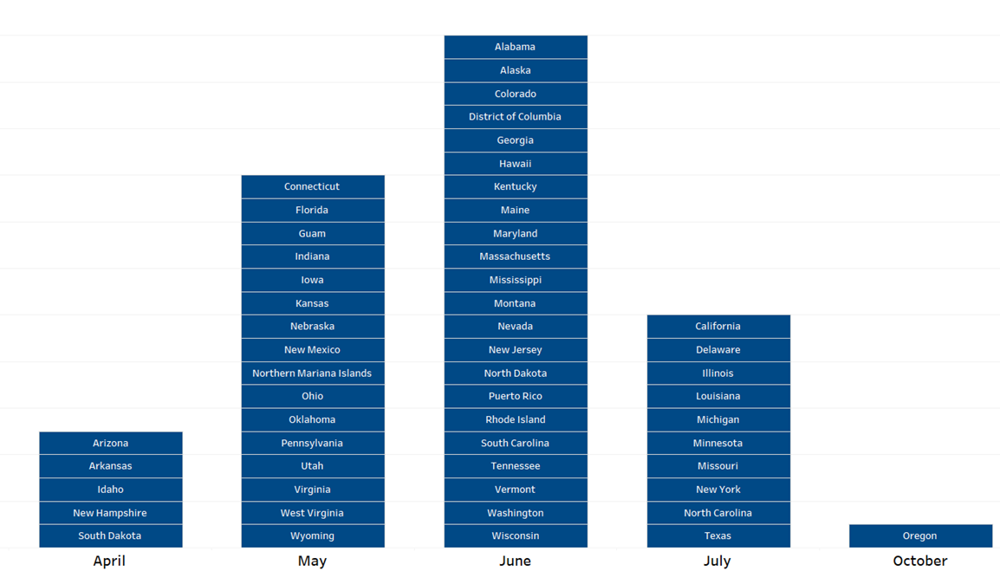 Alabama
Alaska
Colorado
District of Columbia
Georgia
Hawaii
Connecticut
Kentucky
Florida
Maine
Guam
Maryland
Indiana
Massachusetts
Iowa
Mississippi
Kansas
Montana
Nebraska
Nevada
California
New Mexico
New Jersey
Delaware
Northern Mariana Islands
North Dakota
Illinois
Ohio
Puerto Rico
Louisiana
Oklahoma
Rhode Island
Michigan
Arizona
Pennsylvania
South Carolina
Minnesota
Arkansas
Utah
Tennessee
Missouri
Idaho
Virginia
Vermont
New York
New Hampshire
West Virginia
Washington
North Carolina
South Dakota
Wyoming
Wisconsin
Texas
Oregon
April
May
June
July
October